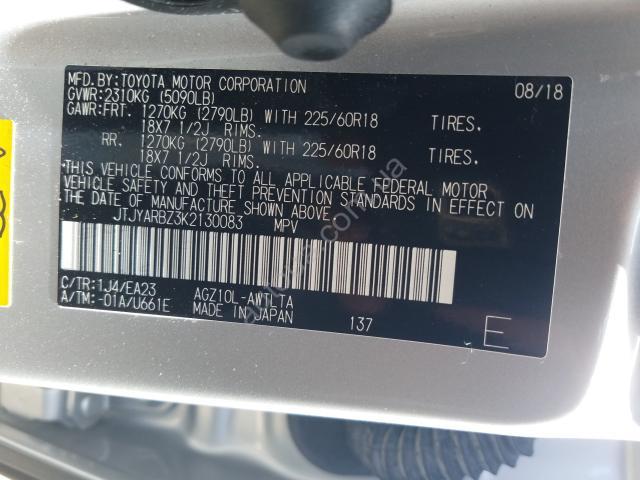 MFD.BY:TOYOTA MOTOR CORPORATION 08/18
GVWR:2310KG (5090LB)
GAWR:FRT. 1270KG (2790LB) WITH 225/60R18 TIRES.
18X7 1/2J RIMS.
RR. 1270KG (2790LB) WITH 225/60R18 TIRES.
18X7 1/2J RIMS.
THIS VEHICLE CONFORMS TO ALL APPLICABLE FEDERAL MOTOR
VEHICLE SAFETY AND THEFT PREVENTION STANDARDS IN EFFECT ON
THE DATE OF MANUFACTURE SHOWN ABOVE.
JTJYARBZ3K2130083 MPV
C/TR:1J4/EA23 AGZ10L-AWTLTA
A/TM:-01A/U661E MADE IN JAPAN 137 E